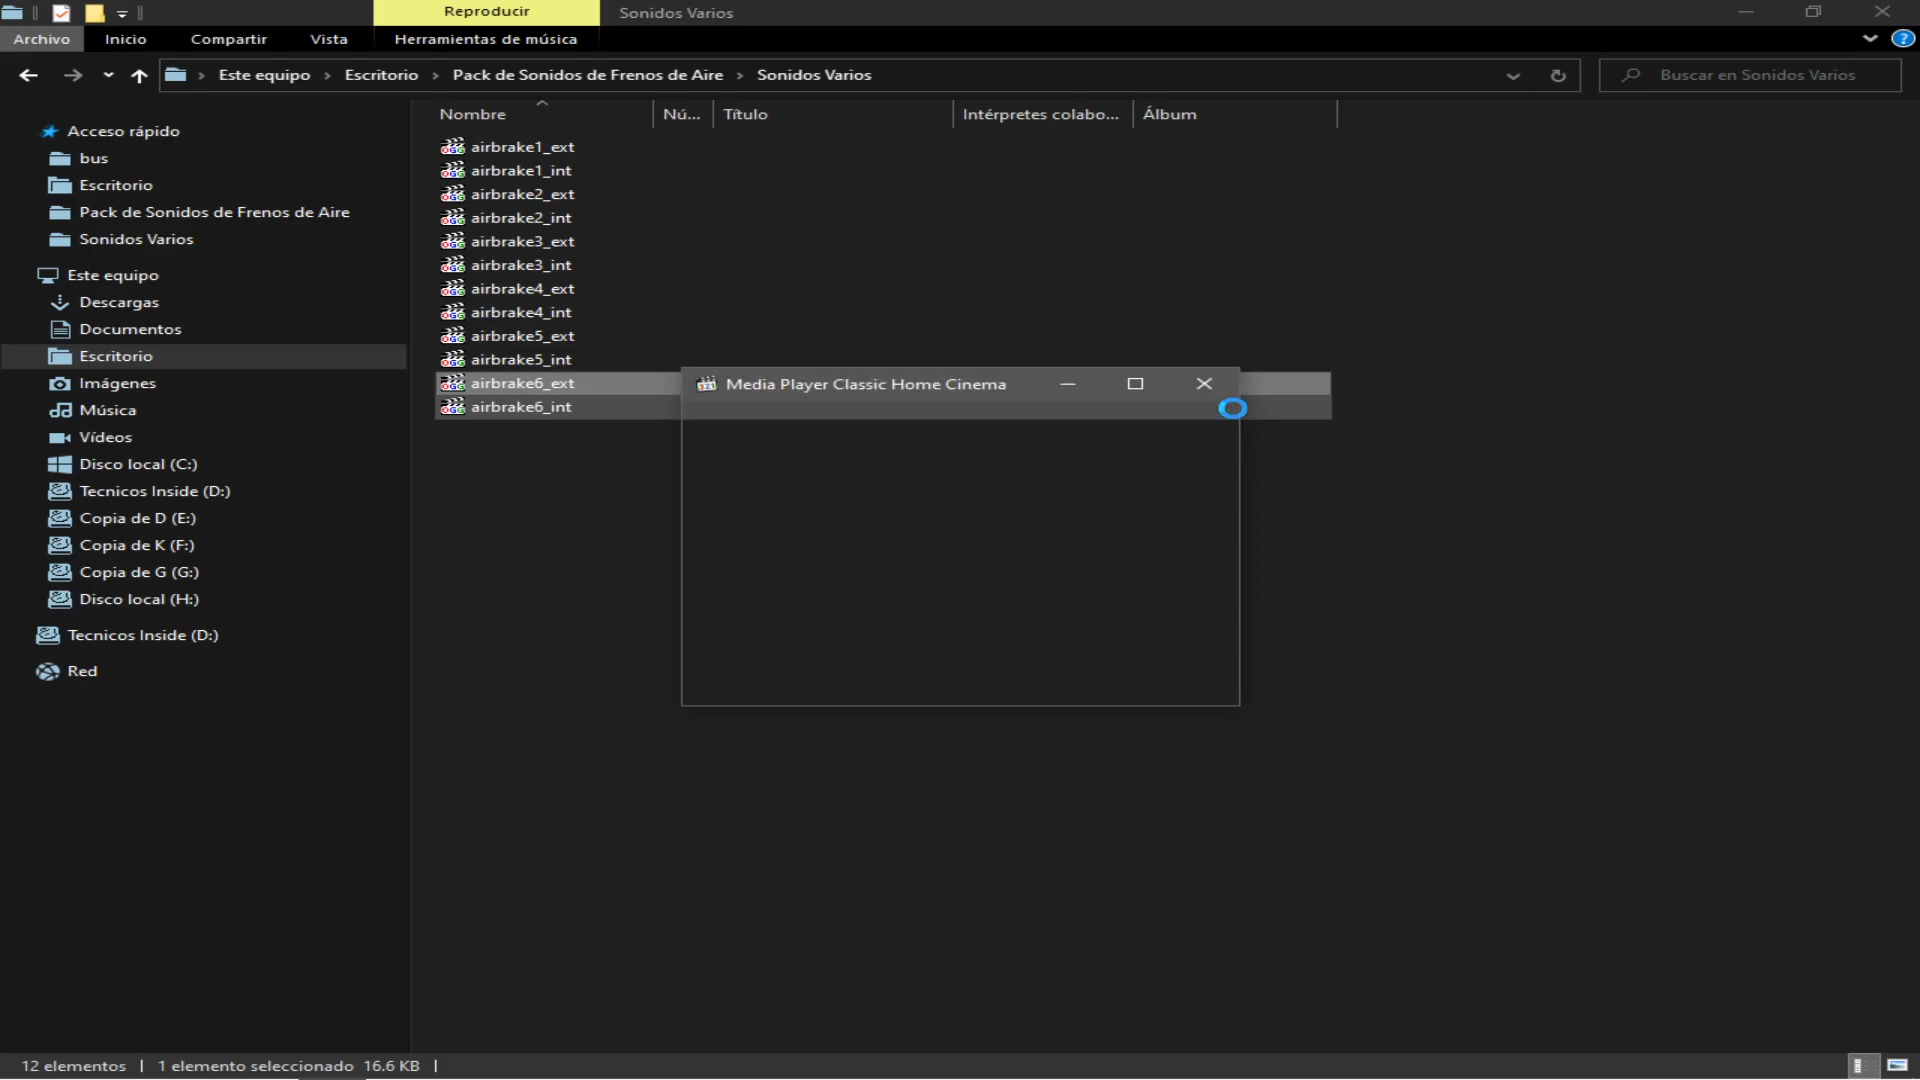 Reproducir
Sonidos Varios
Archivo
Inicio
Compartir
Vista
Herramientas de música
Este equipo
Escritorio
Pack de Sonidos de Frenos de Aire
Sonidos Varios
Buscar en Sonidos Varios
Nombre
Nú...
Título
Intérpretes colabo...
Álbum
Acceso rápido
bus
Escritorio
Pack de Sonidos de Frenos de Aire
Sonidos Varios
Este equipo
Descargas
Documentos
Escritorio
Imágenes
Música
Vídeos
Disco local (C:)
Tecnicos Inside (D:)
Copia de D (E:)
Copia de K (F:)
Copia de G (G:)
Disco local (H:)
Tecnicos Inside (D:)
Red
airbrake1_ext
airbrake1_int
airbrake2_ext
airbrake2_int
airbrake3_ext
airbrake3_int
airbrake4_ext
airbrake4_int
airbrake5_ext
airbrake5_int
airbrake6_ext
airbrake6_int
Media Player Classic Home Cinema
12 elementos
1 elemento seleccionado 16.6 KB